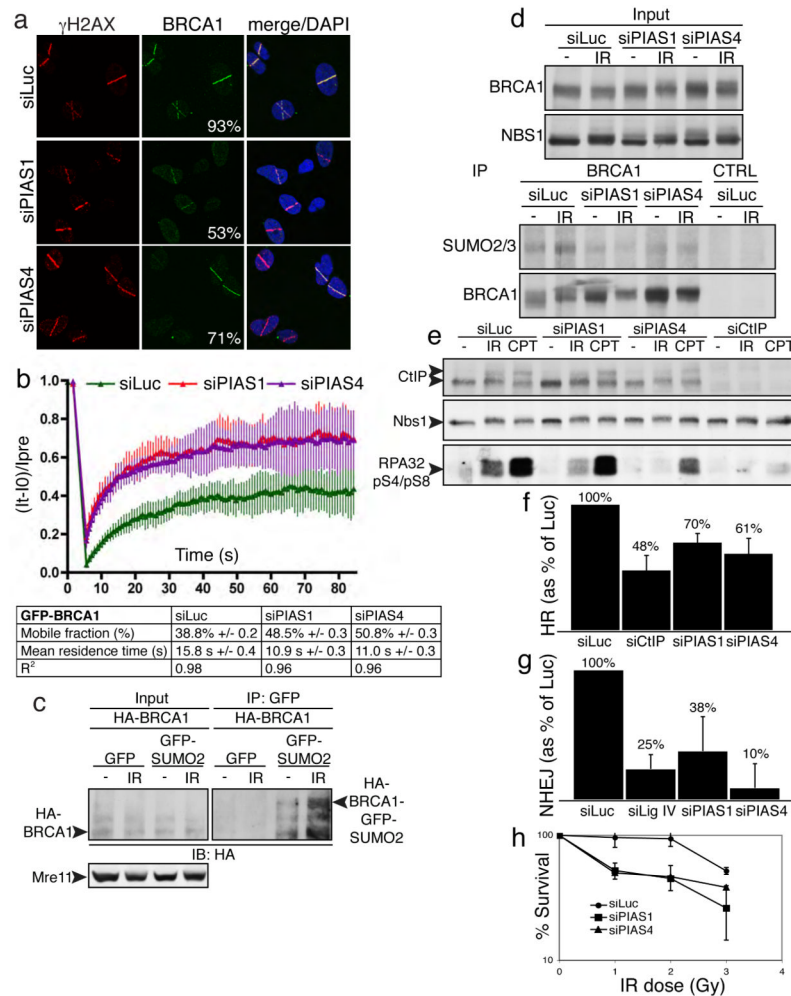 a
γH2AX BRCA1 merge/DAPI
siLuc
93%
siPIAS1
53%
siPIAS4
71%
b
siLuc siPIAS1 siPIAS4
(It-I0)/Ipre
1.0
0.8
0.6
0.4
0.2
0.0
Time (s)
0 10 20 30 40 50 60 70 80
GFP-BRCA1 siLuc siPIAS1 siPIAS4
Mobile fraction (%) 38.8% +/- 0.2 48.5% +/- 0.3 50.8% +/- 0.3
Mean residence time (s) 15.8 s +/- 0.4 10.9 s +/- 0.3 11.0 s +/- 0.3
R² 0.98 0.96 0.96
c
Input IP: GFP
HA-BRCA1 HA-BRCA1
GFP GFP-SUMO2 GFP GFP-SUMO2
- IR - IR - IR - IR
HA-BRCA1
HA-BRCA1-GFP-SUMO2
IB: HA
Mre11
d
Input
siLuc siPIAS1 siPIAS4
- IR - IR - IR
BRCA1
NBS1
IP BRCA1 CTRL
siLuc siPIAS1 siPIAS4 siLuc
- IR - IR - IR - IR
SUMO2/3
BRCA1
e
siLuc siPIAS1 siPIAS4 siCtIP
- IR CPT - IR CPT - IR CPT - IR CPT
CtIP
Nbs1
RPA32
pS4/pS8
f
HR (as % of Luc)
100%
48%
70%
61%
siLuc siCtIP siPIAS1 siPIAS4
g
NHEJ (as % of Luc)
100%
25%
38%
10%
siLuc siLig IV siPIAS1 siPIAS4
h
% Survival
100
10
siLuc
siPIAS1
siPIAS4
0 1 2 3 4
IR dose (Gy)